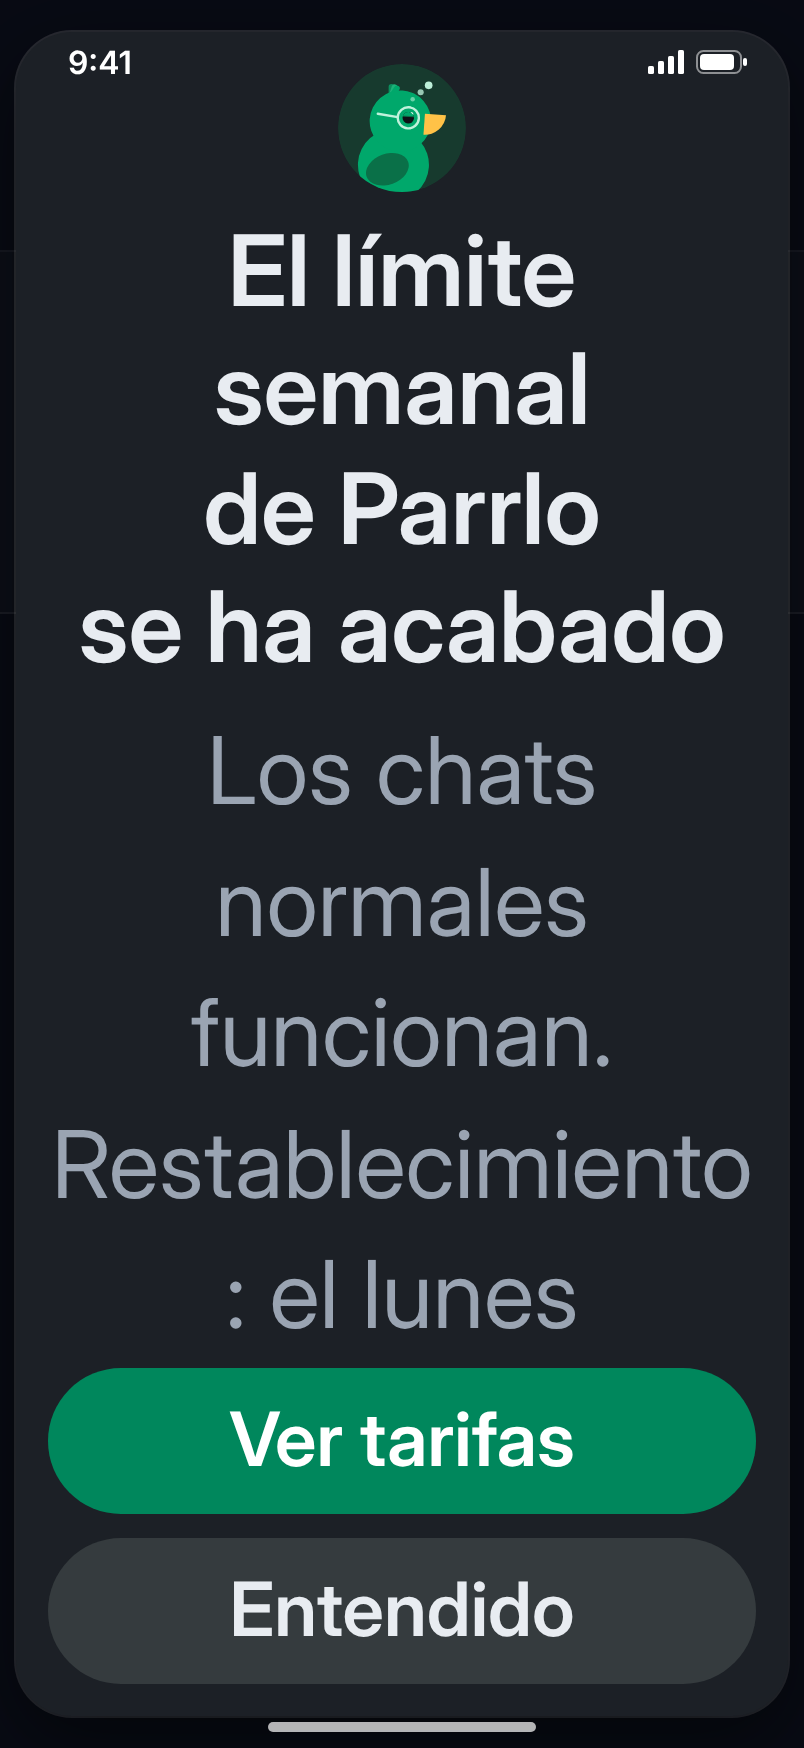 9:41
El límite
semanal
de Parrlo
se ha acabado
Los chats
normales
funcionan.
Restablecimiento
: el lunes
Ver tarifas
Entendido